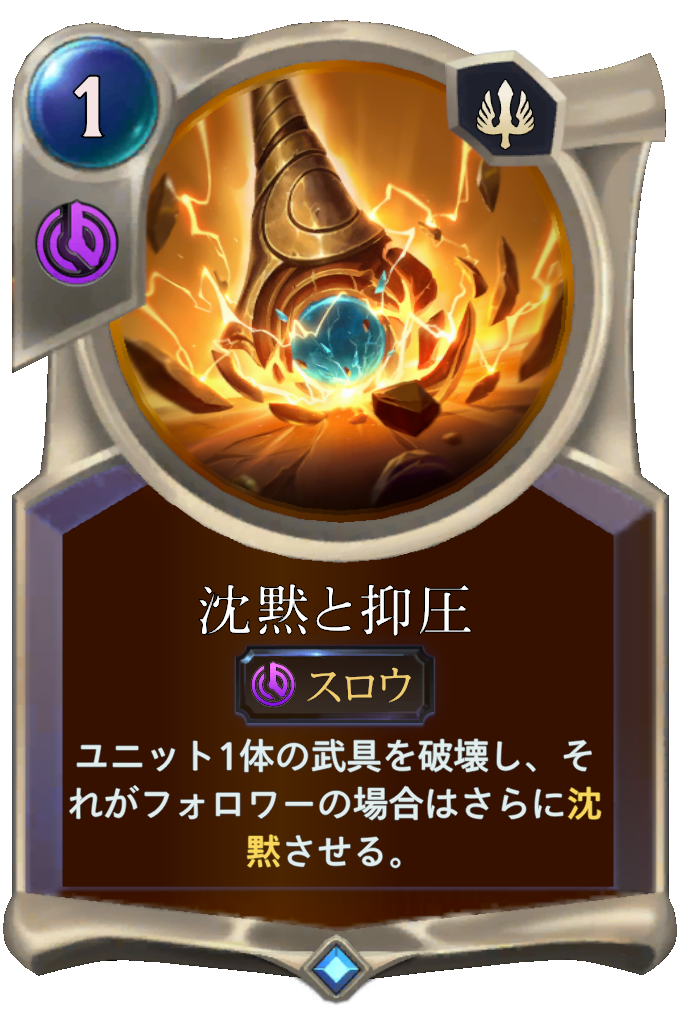 1
沈黙と抑圧
スロウ
ユニット1体の武具を破壊し、そ
れがフォロワーの場合はさらに沈
黙させる。